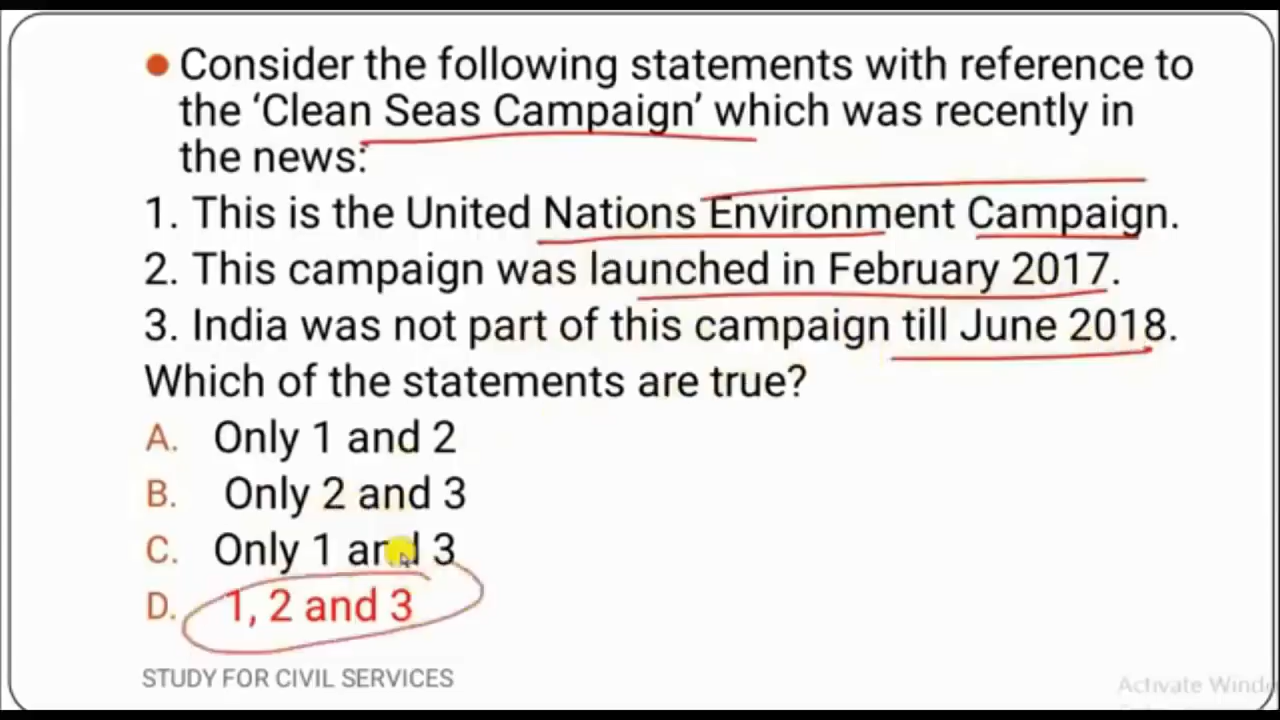 Consider the following statements with reference to
the ‘Clean Seas Campaign’ which was recently in
the news:
1. This is the United Nations Environment Campaign.
2. This campaign was launched in February 2017.
3. India was not part of this campaign till June 2018.
Which of the statements are true?
A. Only 1 and 2
B. Only 2 and 3
C. Only 1 and 3
D. 1, 2 and 3
STUDY FOR CIVIL SERVICES
Activate Wind